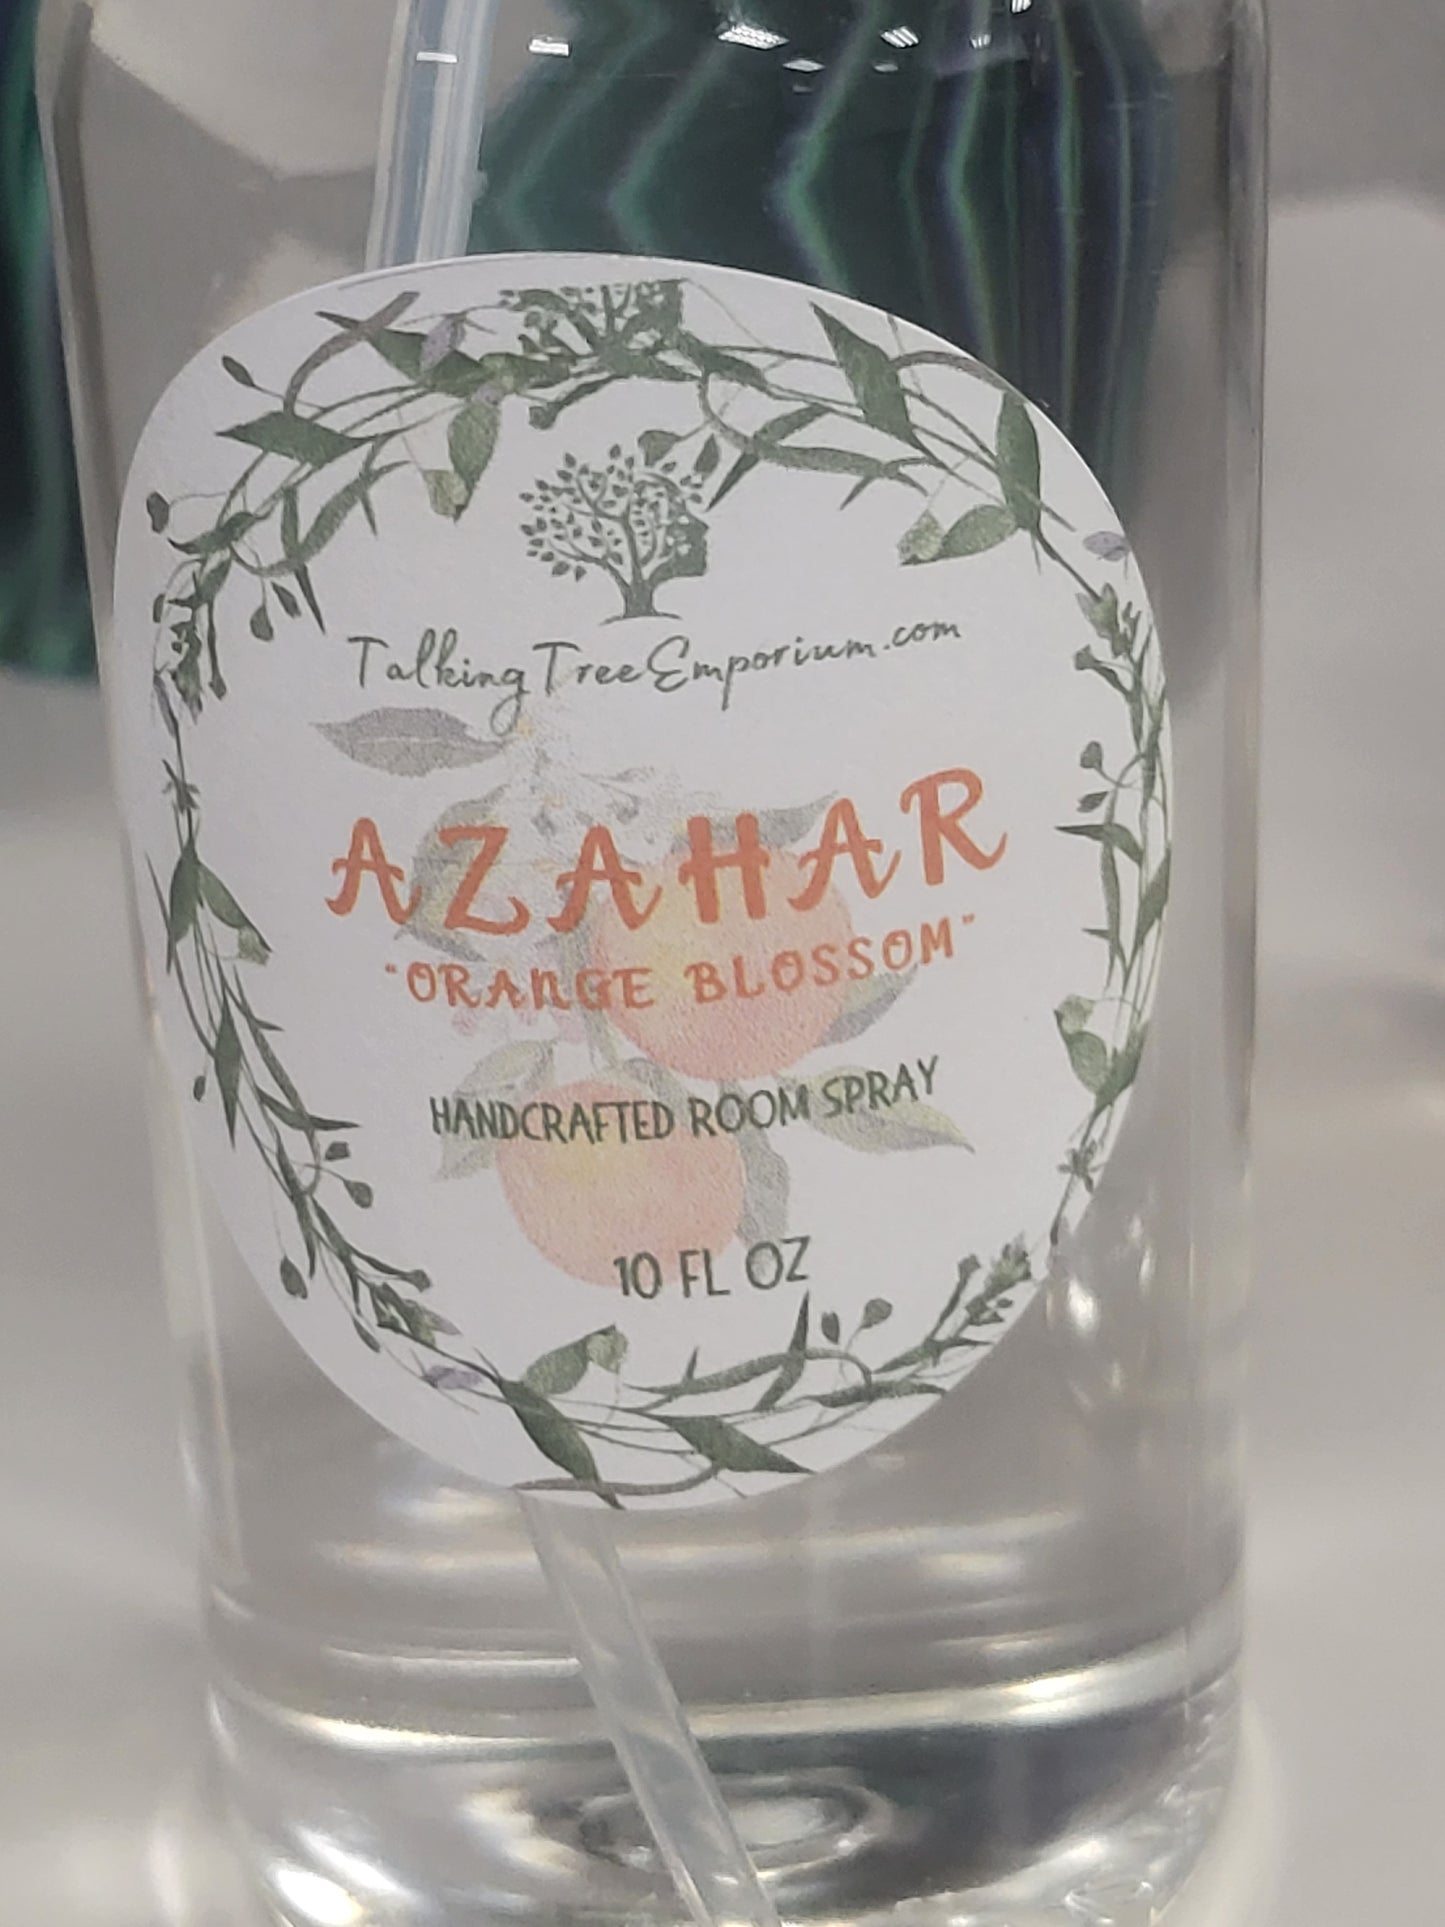 TalkingTreeEmporium.com
AZAHAR
"ORANGE BLOSSOM"
HANDCRAFTED ROOM SPRAY
10 FL OZ